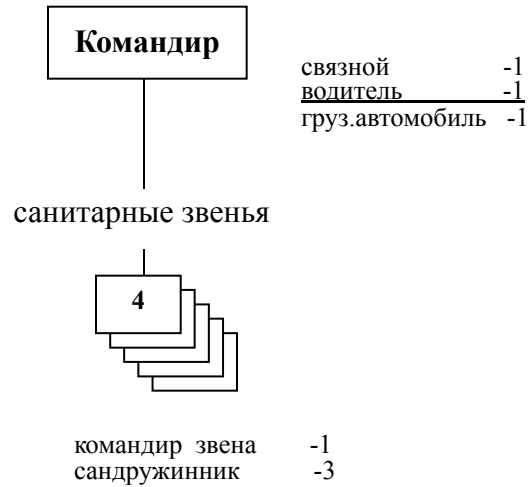 Командир
связной -1
водитель -1
груз.автомобиль -1
санитарные звенья
4
командир звена -1
сандружинник -3